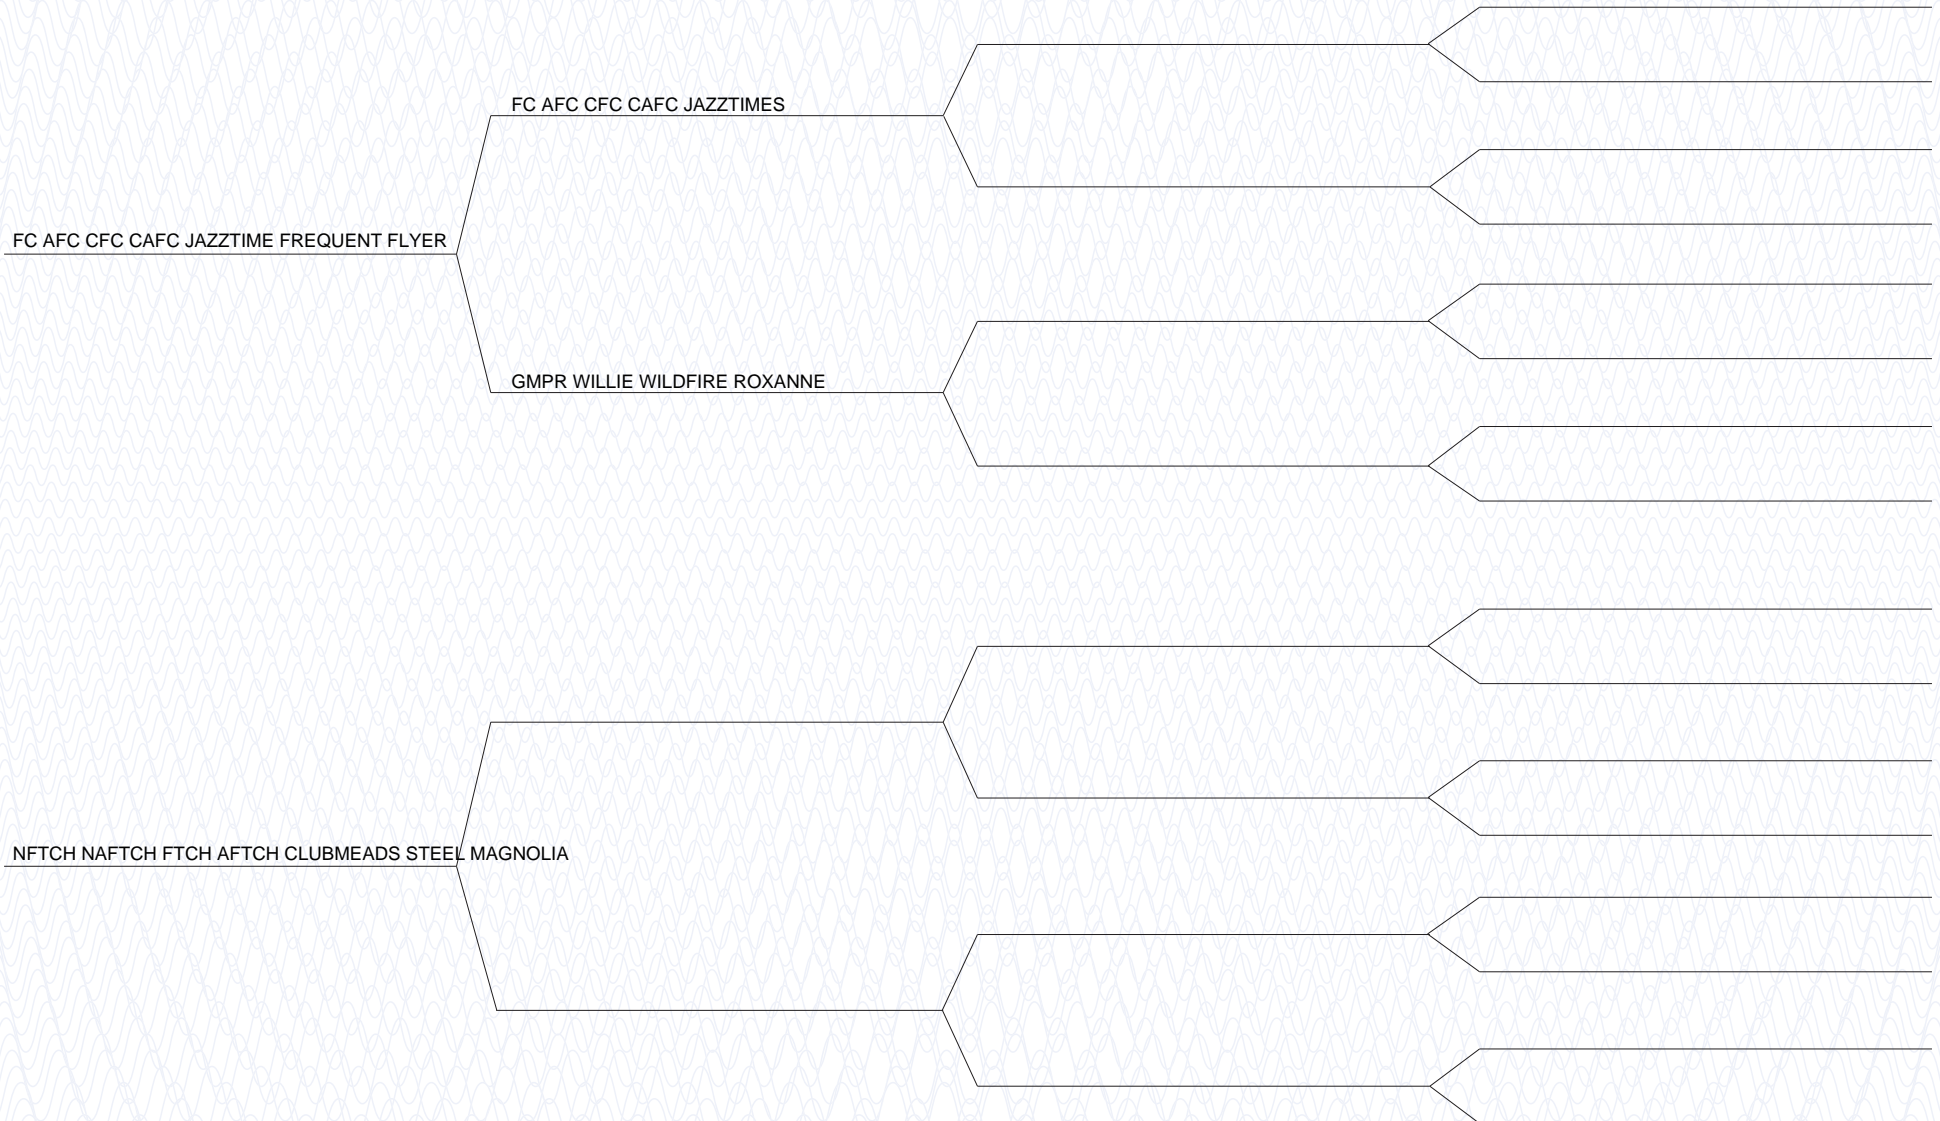 FC AFC CFC CAFC JAZZTIMES
FC AFC CFC CAFC JAZZTIME FREQUENT FLYER
GMPR WILLIE WILDFIRE ROXANNE
NFTCH NAFTCH FTCH AFTCH CLUBMEADS STEEL MAGNOLIA